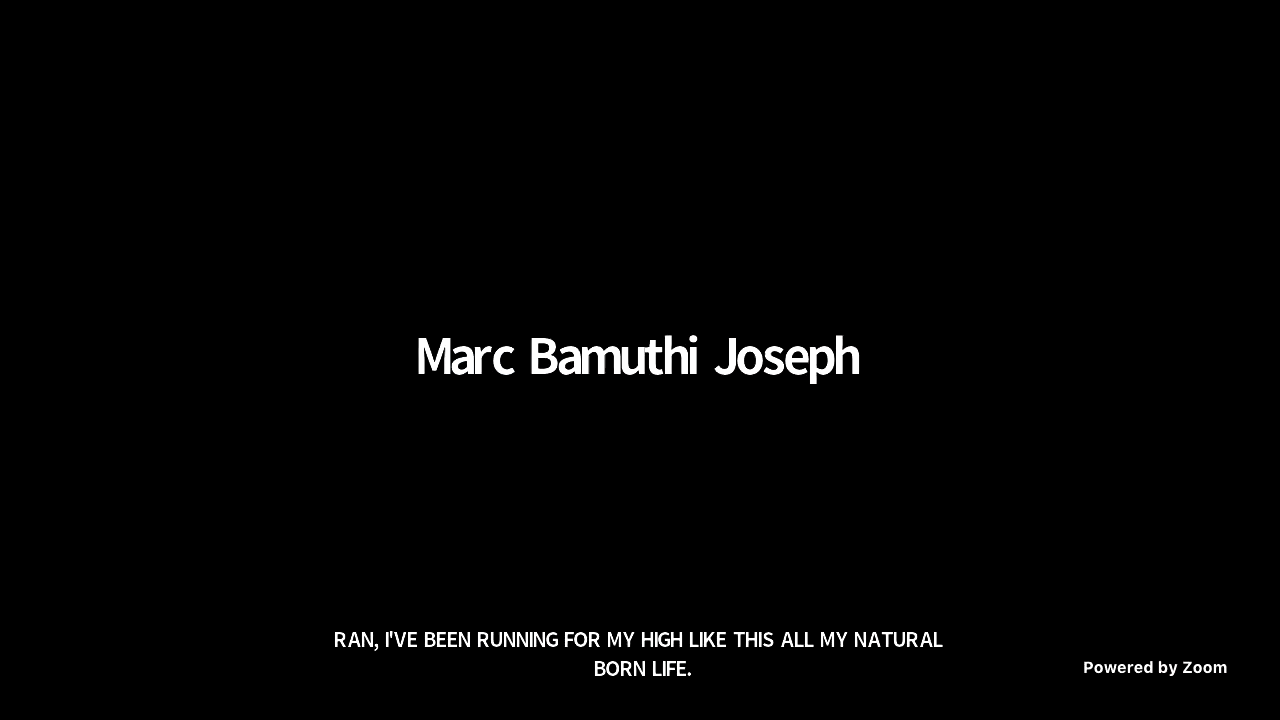 Marc Bamuthi Joseph
RAN, I'VE BEEN RUNNING FOR MY HIGH LIKE THIS ALL MY NATURAL
BORN LIFE.
Powered by Zoom